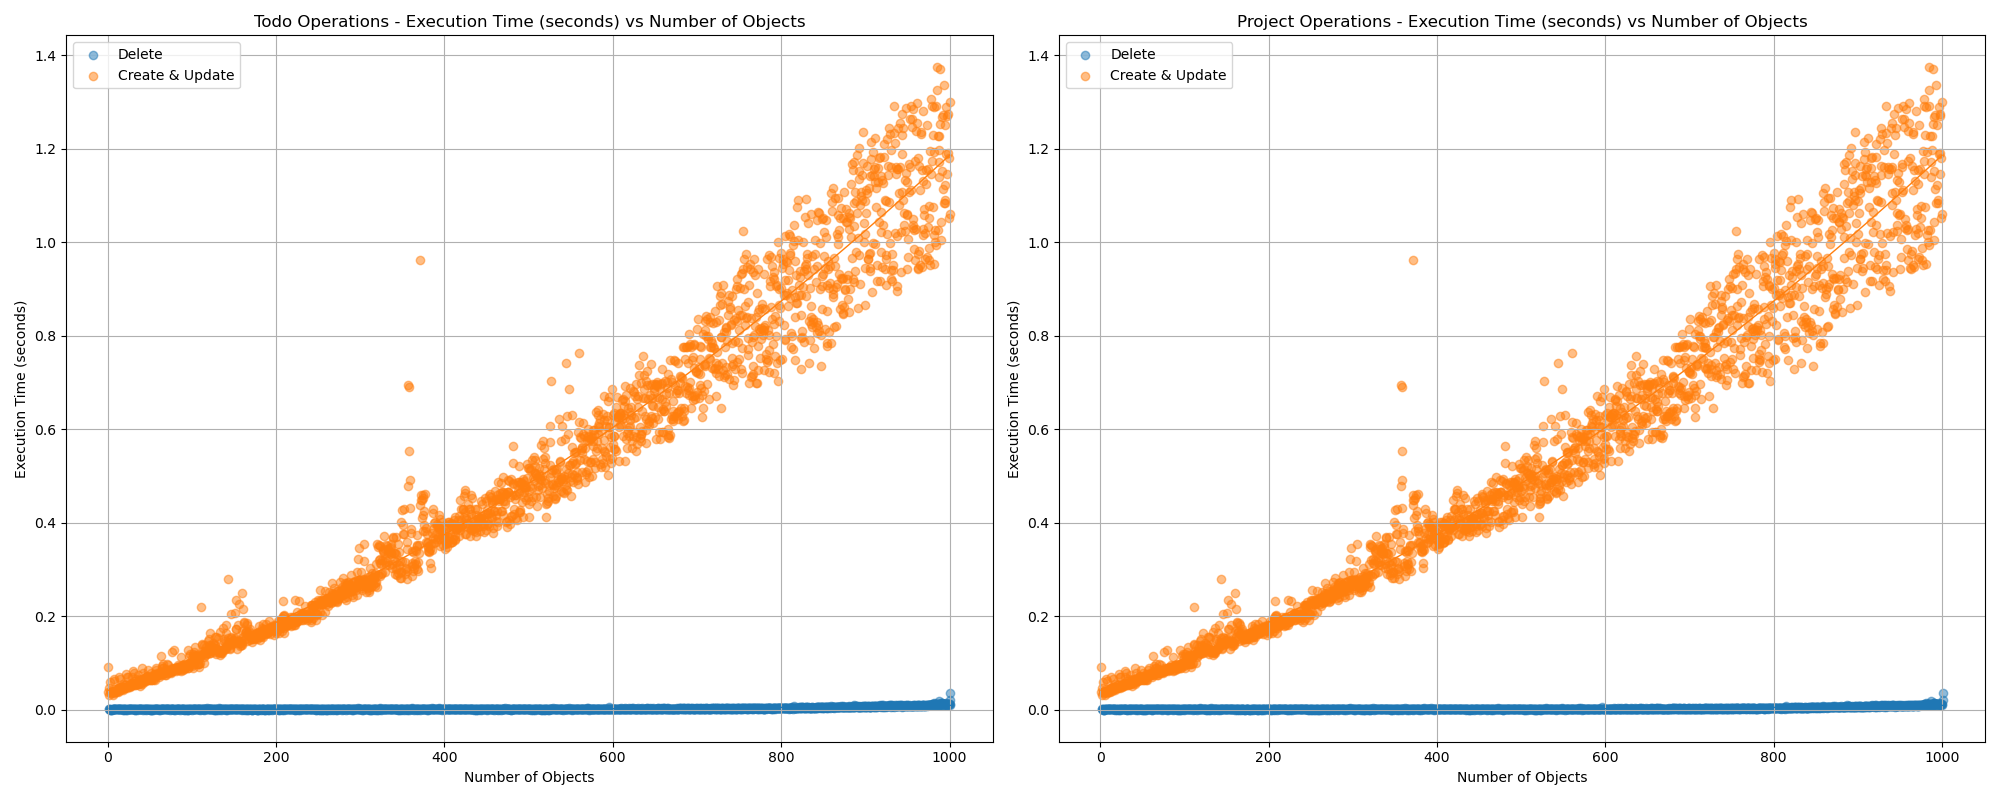 Todo Operations - Execution Time (seconds) vs Number of Objects
Delete
Create & Update
Execution Time (seconds)
1.4
1.2
1.0
0.8
0.6
0.4
0.2
0.0
0 200 400 600 800 1000
Number of Objects
Project Operations - Execution Time (seconds) vs Number of Objects
Delete
Create & Update
Execution Time (seconds)
1.4
1.2
1.0
0.8
0.6
0.4
0.2
0.0
0 200 400 600 800 1000
Number of Objects